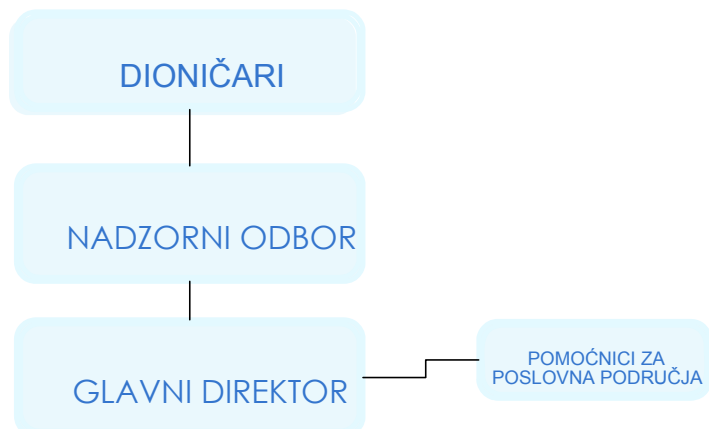 DIONIČARI
NADZORNI ODBOR
GLAVNI DIREKTOR
POMOĆNICI ZA
POSLOVNA PODRUČJA